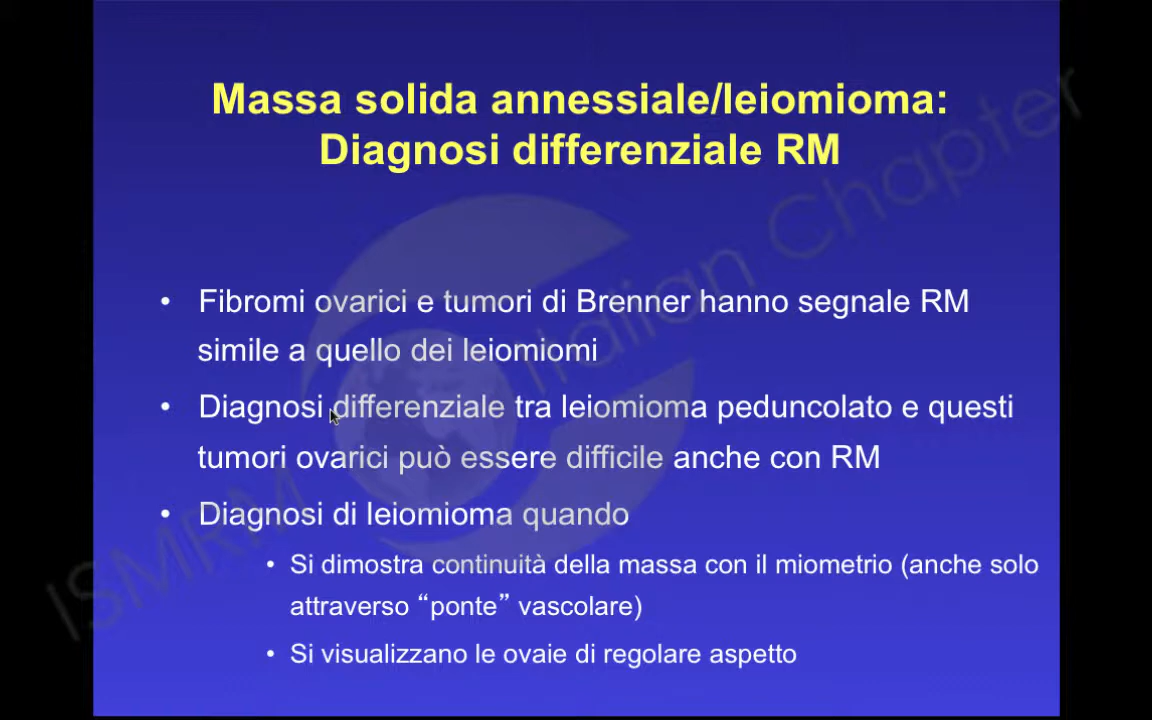 Massa solida annessiale/leiomioma:
Diagnosi differenziale RM
• Fibromi ovarici e tumori di Brenner hanno segnale RM
simile a quello dei leiomiomi
• Diagnosi differenziale tra leiomioma peduncolato e questi
tumori ovarici può essere difficile anche con RM
• Diagnosi di leiomioma quando
• Si dimostra continuità della massa con il miometrio (anche solo
attraverso “ponte” vascolare)
• Si visualizzano le ovaie di regolare aspetto
ISMRM Italian Chapter